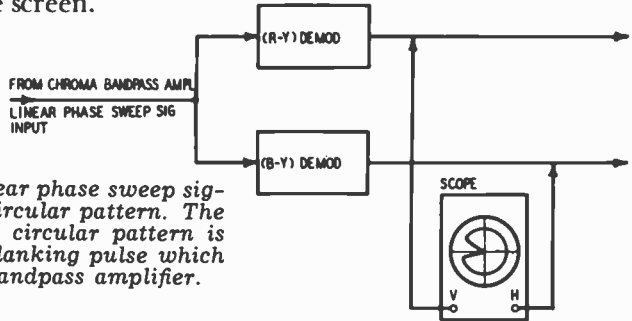 e screen.
(R-Y) DEMOD
FROM CHROMA BANDPASS AMPL
LINEAR PHASE SWEEP SIG
INPUT
(B-Y) DEMOD
ear phase sweep sig-
ircular pattern. The
circular pattern is
lanking pulse which
andpass amplifier.
SCOPE
V H